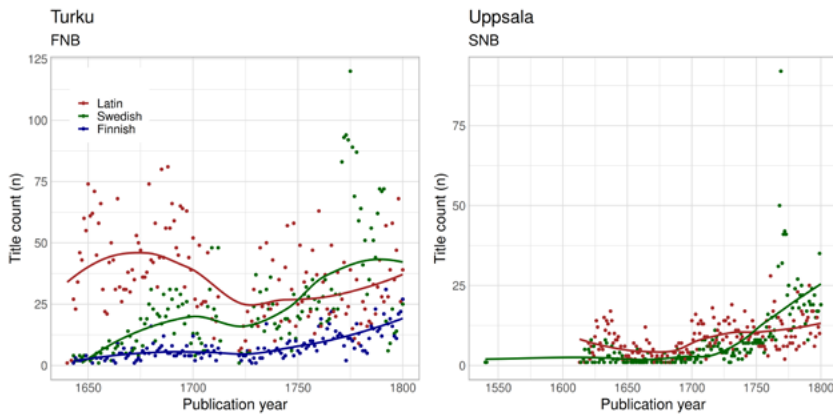 Turku
FNB
125
100
75
50
25
0
Title count (n)
Latin
Swedish
Finnish
1650
1700
1750
1800
Publication year
Uppsala
SNB
75
50
25
0
Title count (n)
1550
1600
1650
1700
1750
1800
Publication year